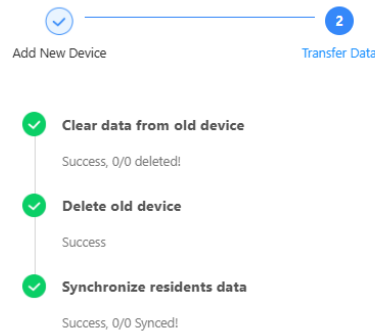 2
Add New Device
Transfer Data
Clear data from old device
Success, 0/0 deleted!
Delete old device
Success
Synchronize residents data
Success, 0/0 Synced!